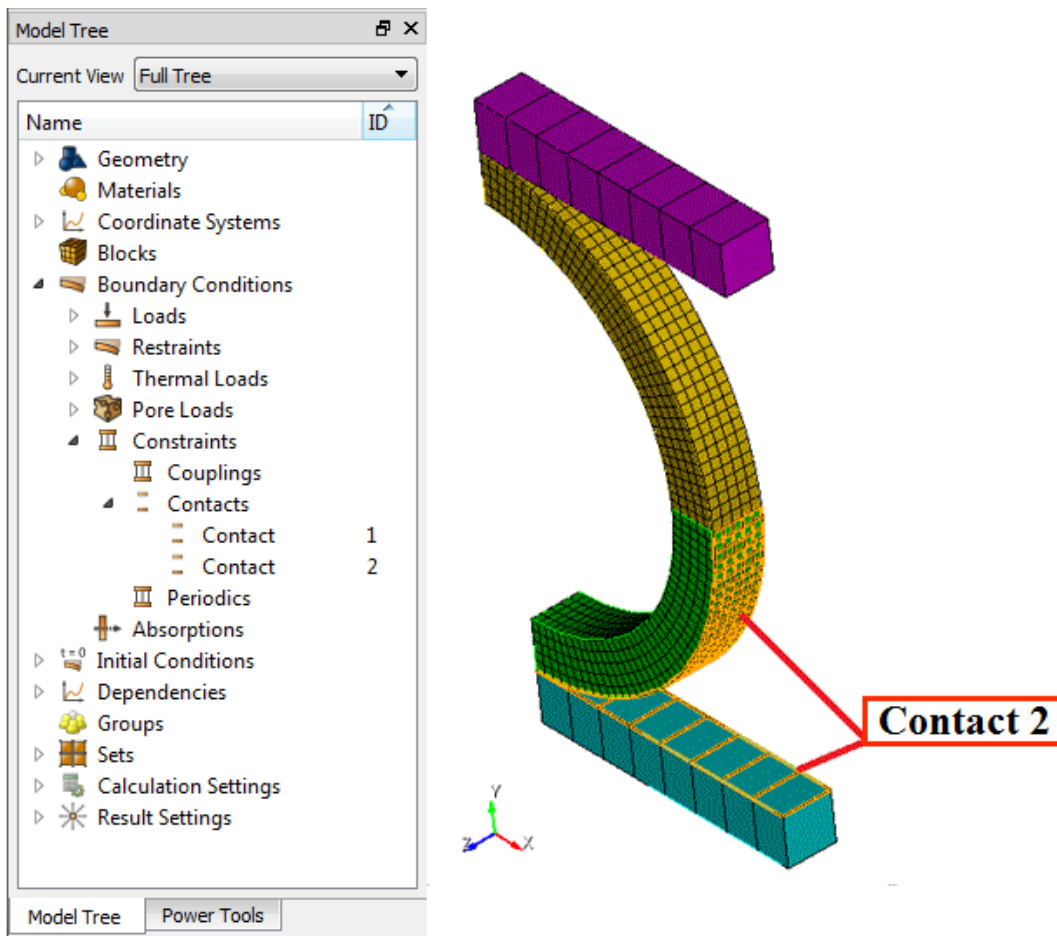 Model Tree
Current View Full Tree
Name ID
Geometry
Materials
Coordinate Systems
Blocks
Boundary Conditions
Loads
Restraints
Thermal Loads
Pore Loads
Constraints
Couplings
Contacts
Contact 1
Contact 2
Periodics
Absorptions
t=0
Initial Conditions
Dependencies
Groups
Sets
Calculation Settings
Result Settings
Model Tree Power Tools
Contact 2
Y
Z X